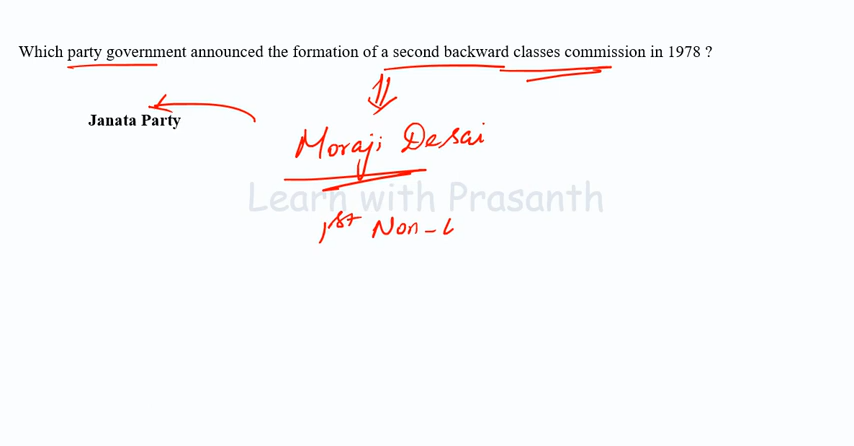 Which party government announced the formation of a second backward classes commission in 1978 ?
Janata Party
Moraji Desai
Learn with Prasanth
1st Non - C